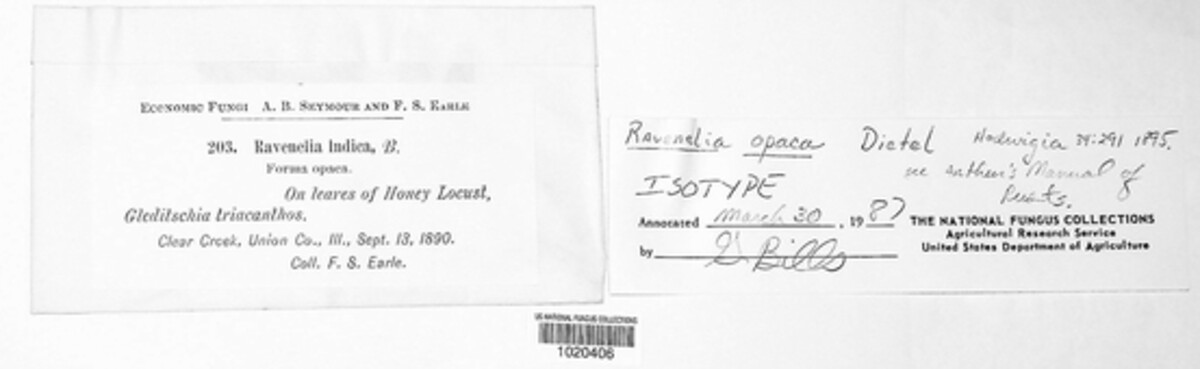 ECONOMIC FUNGI A. B. SEYMOUR AND F. S. EARLE
203. Ravenelia Indica, B.
Forma opaca.
On leaves of Honey Locust,
Gleditschia triacanthos.
Clear Creek, Union Co., Ill., Sept. 13, 1890.
Coll. F. S. Earle.
Ravenelia opaca Dietel Hedwigia 34:291 1895.
Manual of
ISOTYPE
Annotated March 30, 1987
by G Bills
THE NATIONAL FUNGUS COLLECTIONS
Agricultural Research Service
United States Department of Agriculture
US NATIONAL FUNGUS COLLECTIONS
1020406